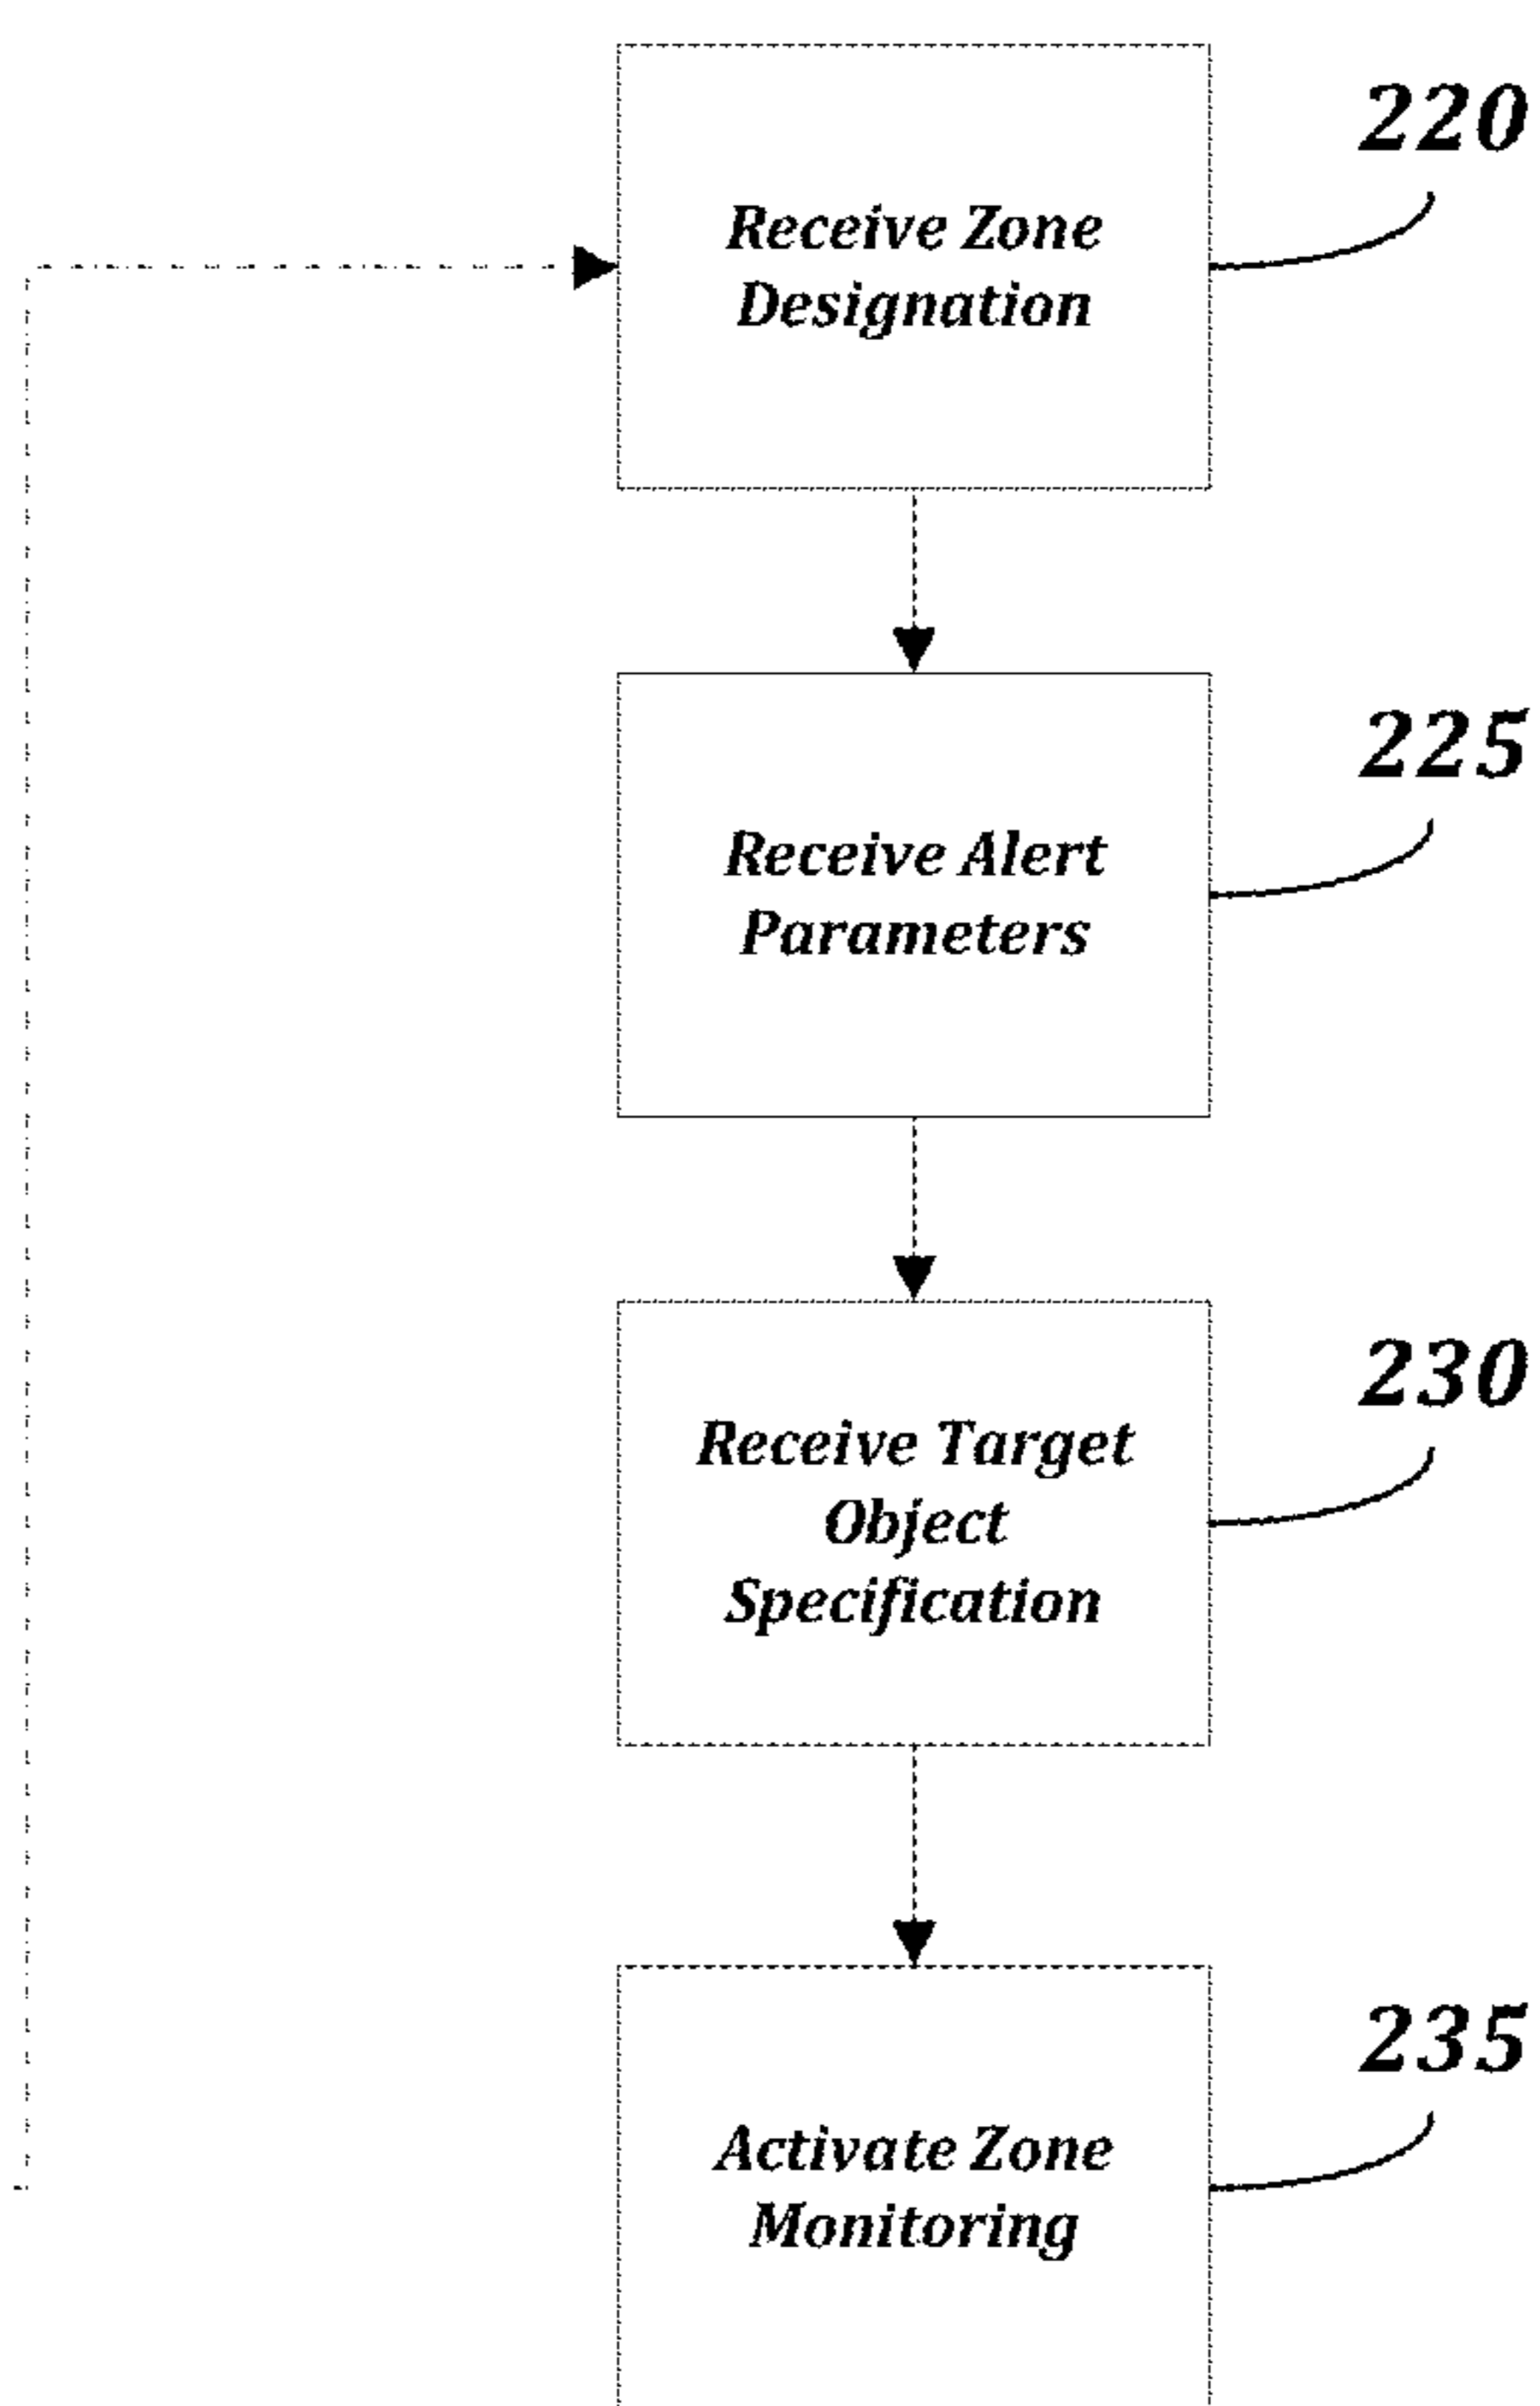 220
Receive Zone
Designation
225
Receive Alert
Parameters
230
Receive Target
Object
Specification
235
Activate Zone
Monitoring